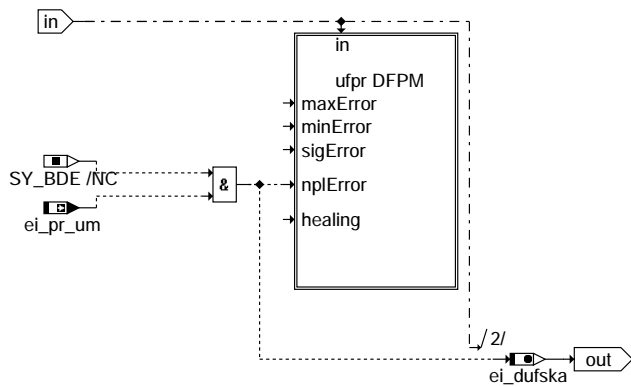 in
in
ufpr DFPM
maxError
minError
sigError
SY_BDE /NC
&
nplError
ei_pr_um
healing
/2/
ei_dufska
out